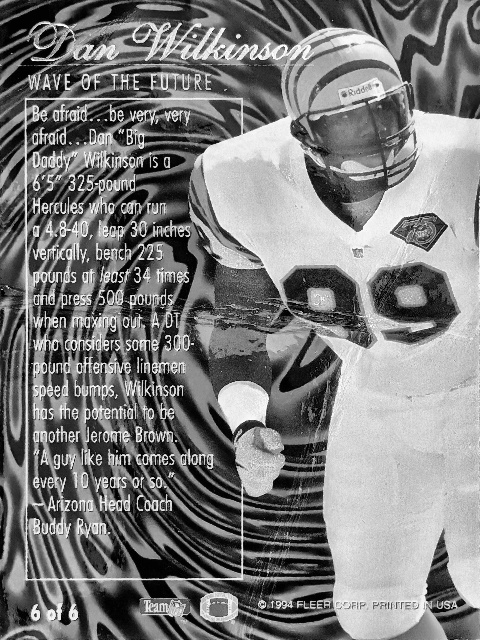 Dan Wilkinson
WAVE OF THE FUTURE
Be afraid...be very, very
afraid...Dan "Big
Daddy" Wilkinson is a
6'5" 325-pound
Hercules who can run
a 4.8-40, leap 30 inches
vertically, bench 225
pounds at least 34 times
and press 500 pounds
when maxing out. A DT
who considers some 300-
pound offensive linemen
speed bumps, Wilkinson
has the potential to be
another Jerome Brown.
"A guy like him comes along
every 10 years or so."
– Arizona Head Coach
Buddy Ryan.
Riddell
99
6 of 6
Team NFL
© 1994 FLEER CORP. PRINTED IN USA